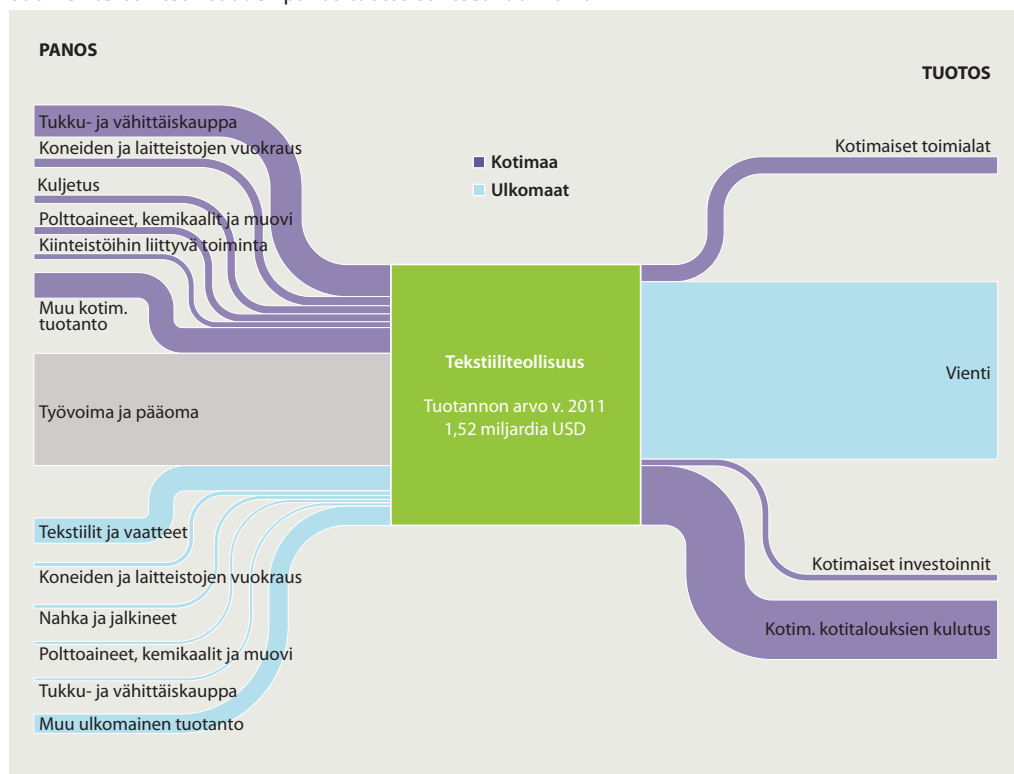 PANOS
TUOTOS
Tukku- ja vähittäiskauppa
Koneiden ja laitteistojen vuokraus
Kuljetus
Polttoaineet, kemikaalit ja muovi
Kiinteistöihin liittyvä toiminta
Muu kotim.
tuotanto
Työvoima ja pääoma
Tekstiilit ja vaatteet
Koneiden ja laitteistojen vuokraus
Nahka ja jalkineet
Polttoaineet, kemikaalit ja muovi
Tukku- ja vähittäiskauppa
Muu ulkomainen tuotanto
Kotimaa
Ulkomaat
Tekstiiliteollisuus
Tuotannon arvo v. 2011
1,52 miljardia USD
Kotimaiset toimialat
Vienti
Kotimaiset investoinnit
Kotim. kotitalouksien kulutus